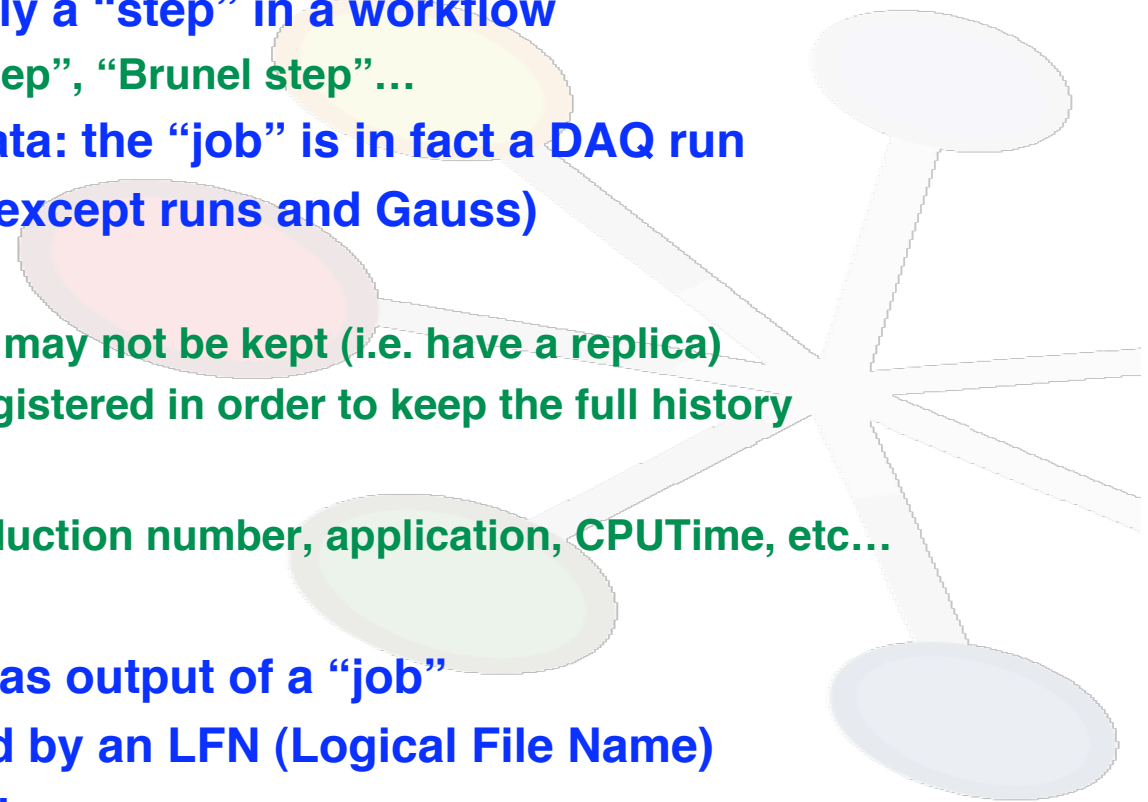 ly a “step” in a workflow
ep”, “Brunel step”…
ata: the “job” is in fact a DAQ run
except runs and Gauss)
may not be kept (i.e. have a replica)
gistered in order to keep the full history
duction number, application, CPUTime, etc…
as output of a “job”
d by an LFN (Logical File Name)